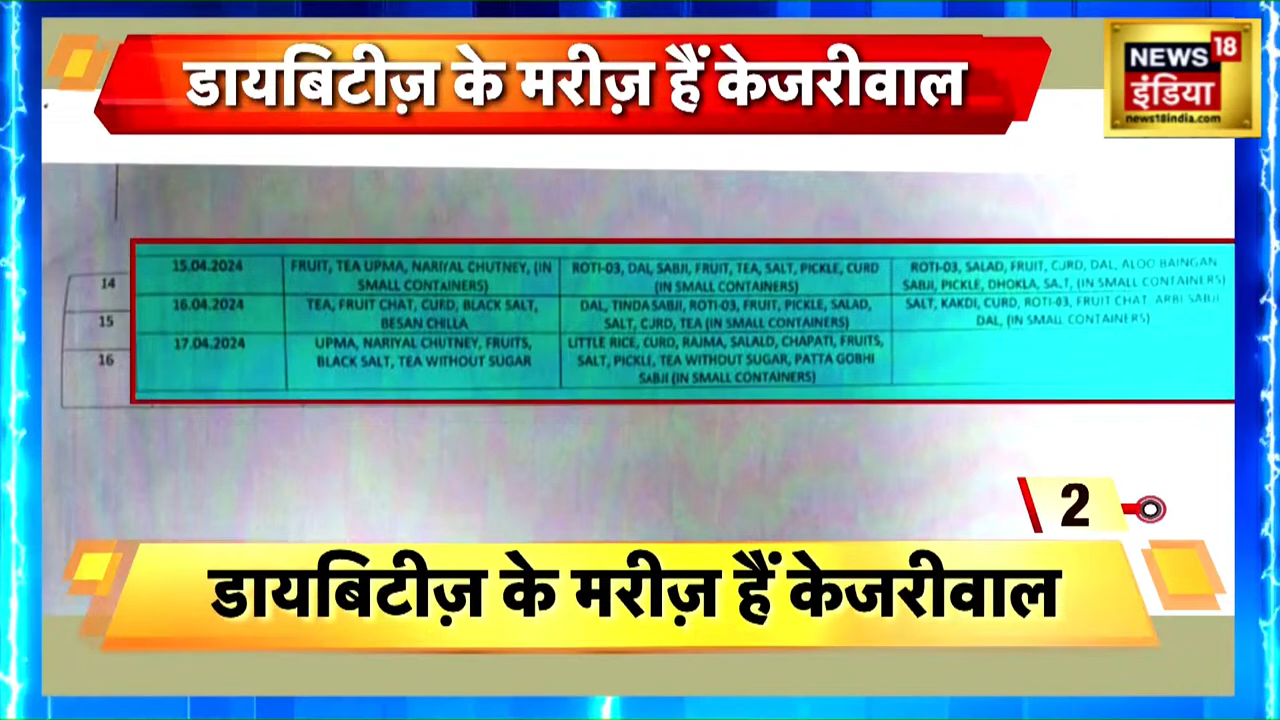 डायबिटीज़ के मरीज़ हैं केजरीवाल
NEWS 18
इंडिया
news18india.com
14
15.04.2024
FRUIT, TEA UPMA, NARIYAL CHUTNEY, (IN
SMALL CONTAINERS)
ROTI-03, DAL, SABJI, FRUIT, TEA, SALT, PICKLE, CURD
(IN SMALL CONTAINERS)
ROTI-03, SALAD, FRUIT, CURD, DAL, ALOO BAINGAN
SABJI, PICKLE, DHOKLA, SALT, (IN SMALL CONTAINERS)
15
16.04.2024
TEA, FRUIT CHAT, CURD, BLACK SALT,
BESAN CHILLA
DAL, TINDA SABJI, ROTI-03, FRUIT, PICKLE, SALAD,
SALT, CURD, TEA (IN SMALL CONTAINERS)
SALT, KAKDI, CURD, ROTI-03, FRUIT CHAT, ARBI SABJI
DAL, (IN SMALL CONTAINERS)
16
17.04.2024
UPMA, NARIYAL CHUTNEY, FRUITS,
BLACK SALT, TEA WITHOUT SUGAR
LITTLE RICE, CURD, RAJMA, SALALD, CHAPATI, FRUITS,
SALT, PICKLE, TEA WITHOUT SUGAR, PATTA GOBHI
SABJI (IN SMALL CONTAINERS)
2
डायबिटीज़ के मरीज़ हैं केजरीवाल